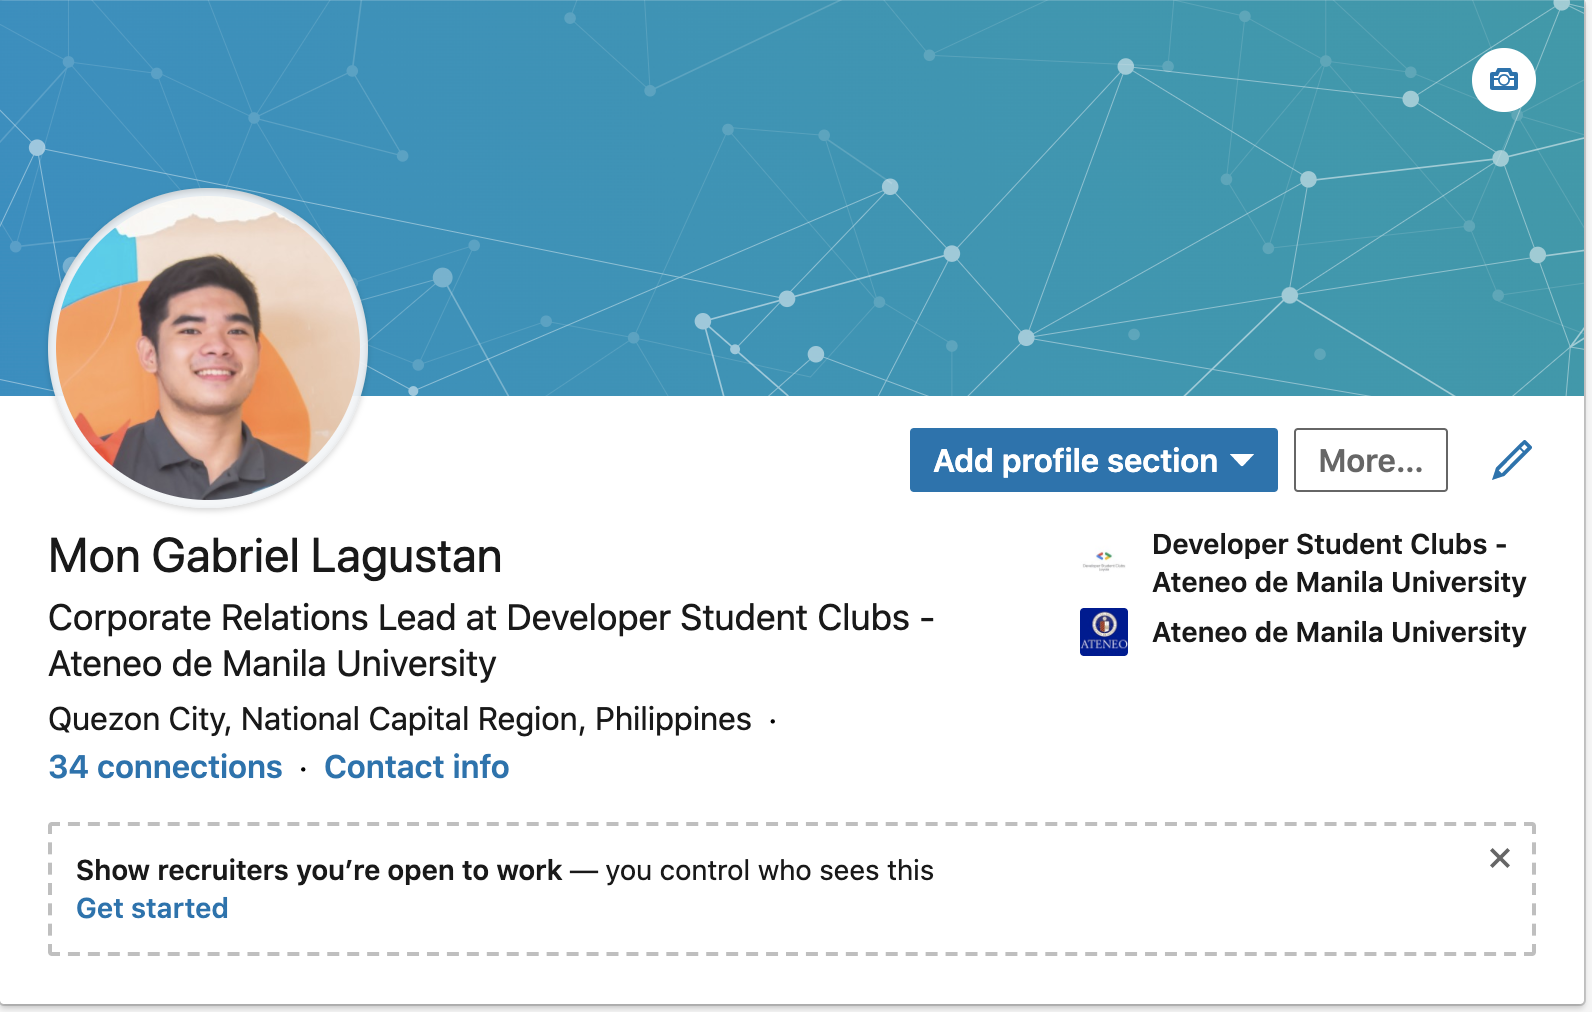 Add profile section
More...
Mon Gabriel Lagustan
Corporate Relations Lead at Developer Student Clubs -
Ateneo de Manila University
Quezon City, National Capital Region, Philippines ·
34 connections · Contact info
Developer Student Clubs -
Ateneo de Manila University
ATENEO
Ateneo de Manila University
Show recruiters you’re open to work — you control who sees this
Get started